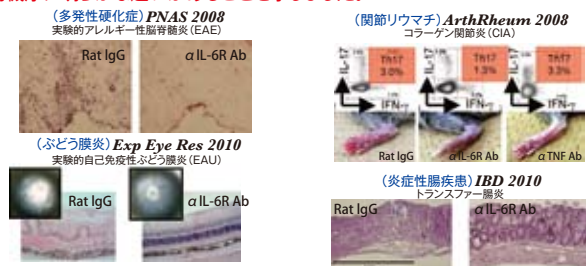 (多発性硬化症) PNAS 2008
実験的アレルギー性脳脊髄炎(EAE)
Rat IgG
α IL-6R Ab
(ぶどう膜炎) Exp Eye Res 2010
実験的自己免疫性ぶどう膜炎(EAU)
Rat IgG
α IL-6R Ab
(関節リウマチ) ArthRheum 2008
コラーゲン関節炎(CIA)
IL-17
Th17
3.0%
Th17
1.3%
Th17
3.3%
IFN-γ
IFN-γ
IFN-γ
Rat IgG
α IL-6R Ab
α TNF Ab
(炎症性腸疾患) IBD 2010
トランスファー腸炎
Rat IgG
α IL-6R Ab